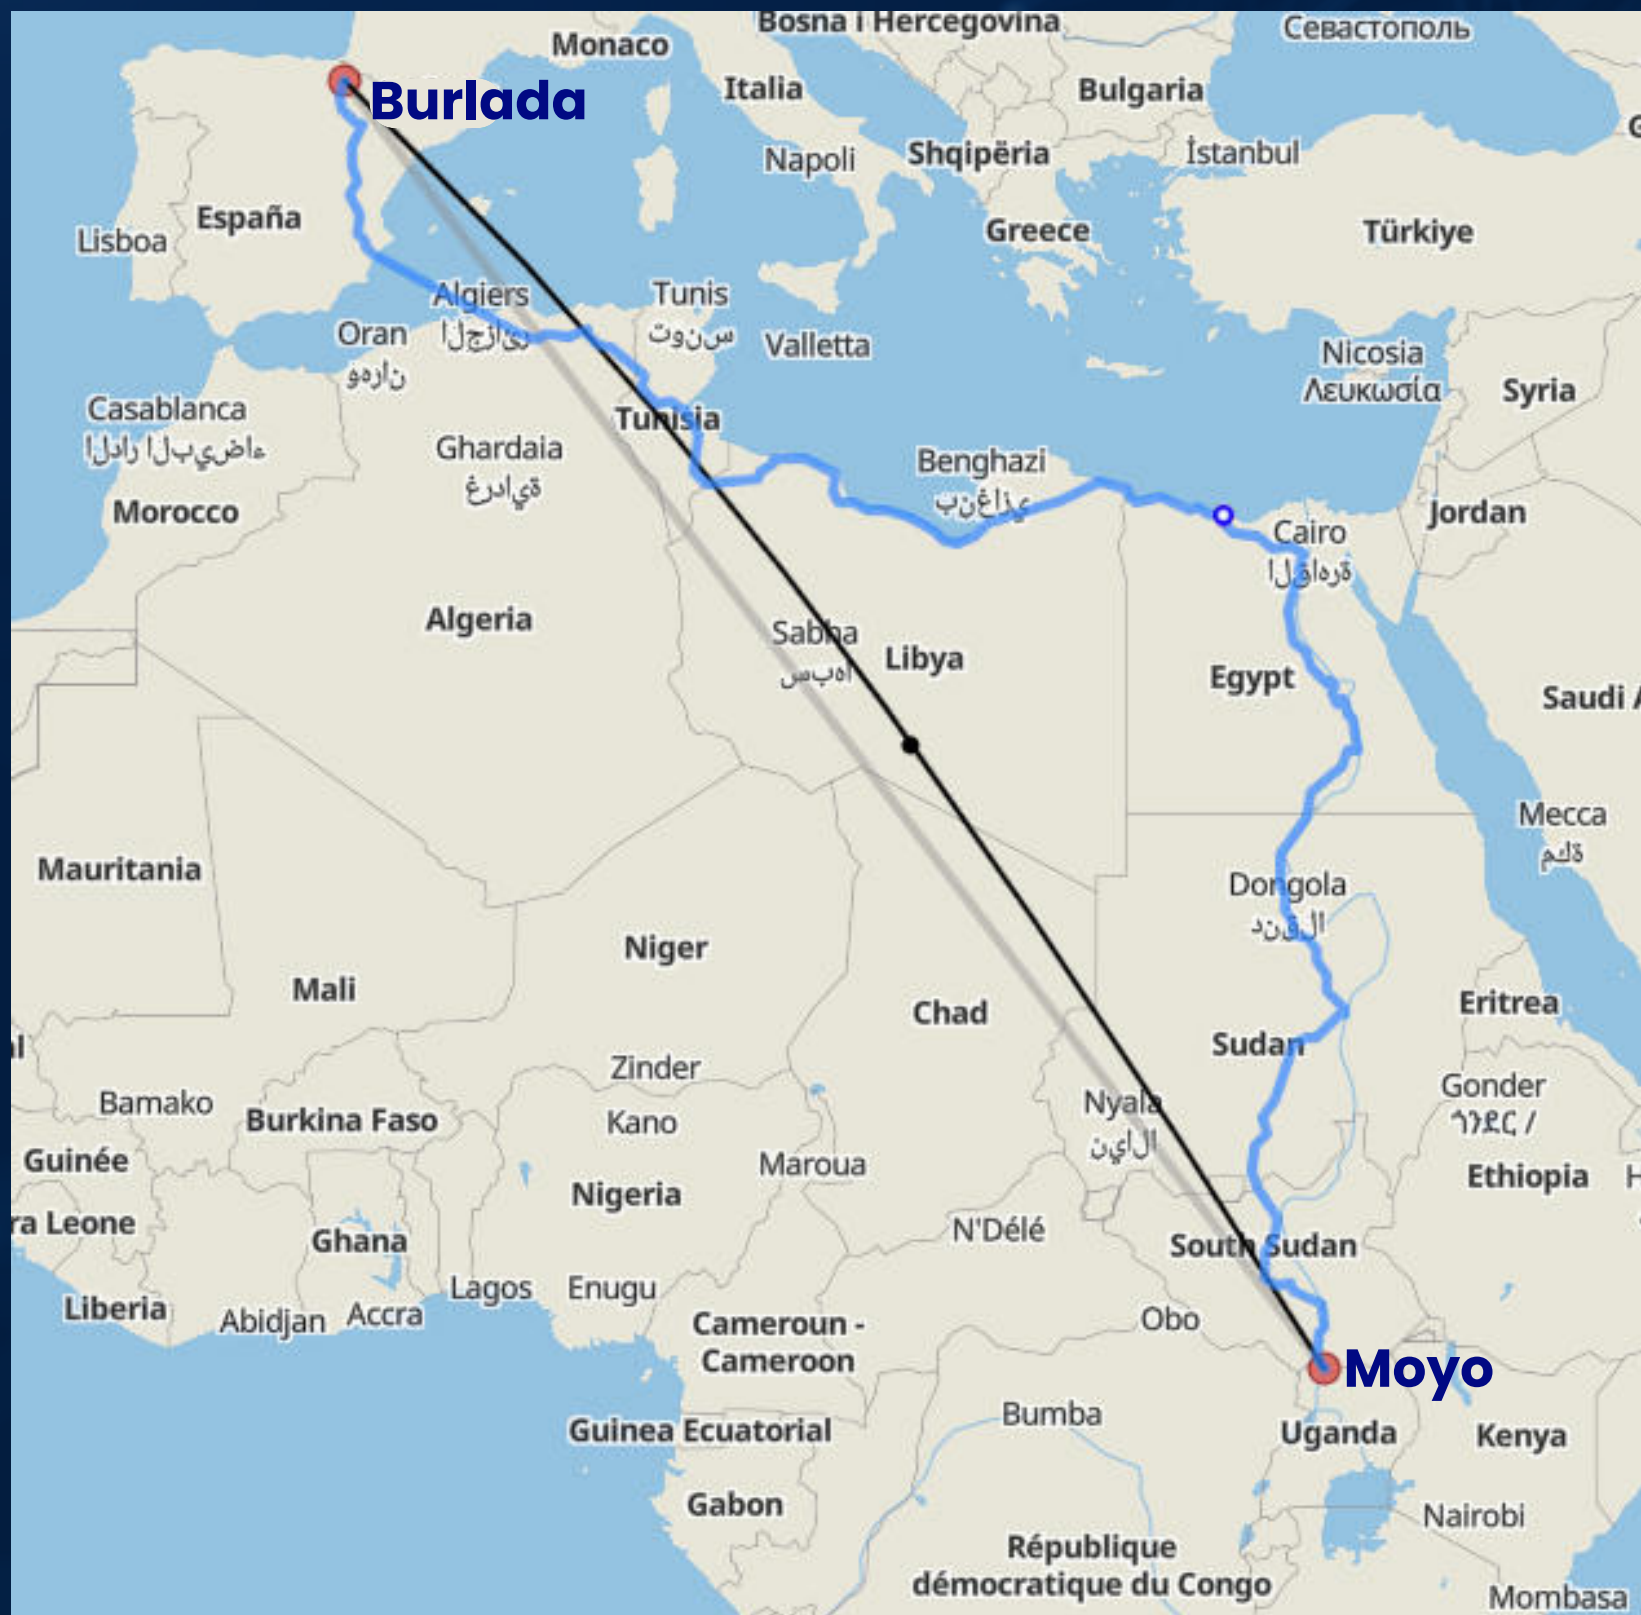 Bosna i Hercegovina
Севастополь
Monaco
Italia
Bulgaria
Burlada
Napoli
Shqipëria
İstanbul
España
Lisboa
Greece
Türkiye
Algiers
الجزائر
Tunis
تونس
Oran
وهران
Valletta
Nicosia
Λευκωσία
Syria
Casablanca
الدار البيضاء
Tunisia
Ghardaia
غرداية
Benghazi
بنغازي
Morocco
Jordan
Cairo
القاهرة
Algeria
Sabha
سبها
Libya
Egypt
Saudi A
Mecca
مكة
Mauritania
Dongola
دنقلا
Niger
Mali
Chad
Eritrea
Sudan
Zinder
Gonder
ጎንደር /
Bamako
Burkina Faso
Kano
Nyala
نيالا
Guinée
Maroua
Nigeria
Ethiopia
ra Leone
Ghana
N'Délé
South Sudan
Liberia
Abidjan
Accra
Lagos
Enugu
Cameroun -
Cameroon
Obo
Moyo
Bumba
Guinea Ecuatorial
Uganda
Kenya
Gabon
Nairobi
République
démocratique du Congo
Mombasa